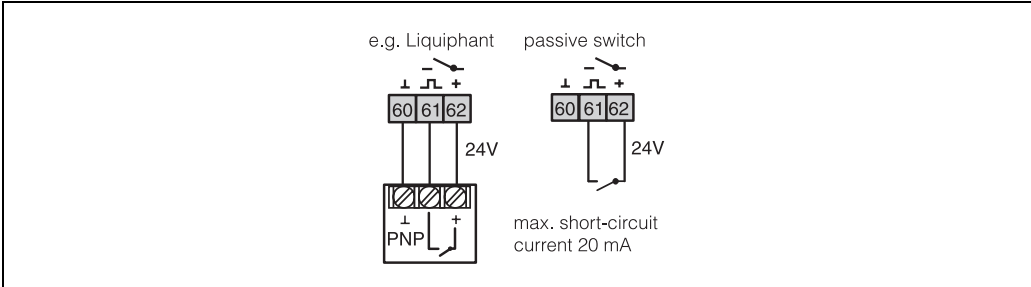 e.g. Liquiphant passive switch
⊥ +
⊥ +
60 61 62
60 61 62
24V
24V
⊥ +
PNP
max. short-circuit
current 20 mA